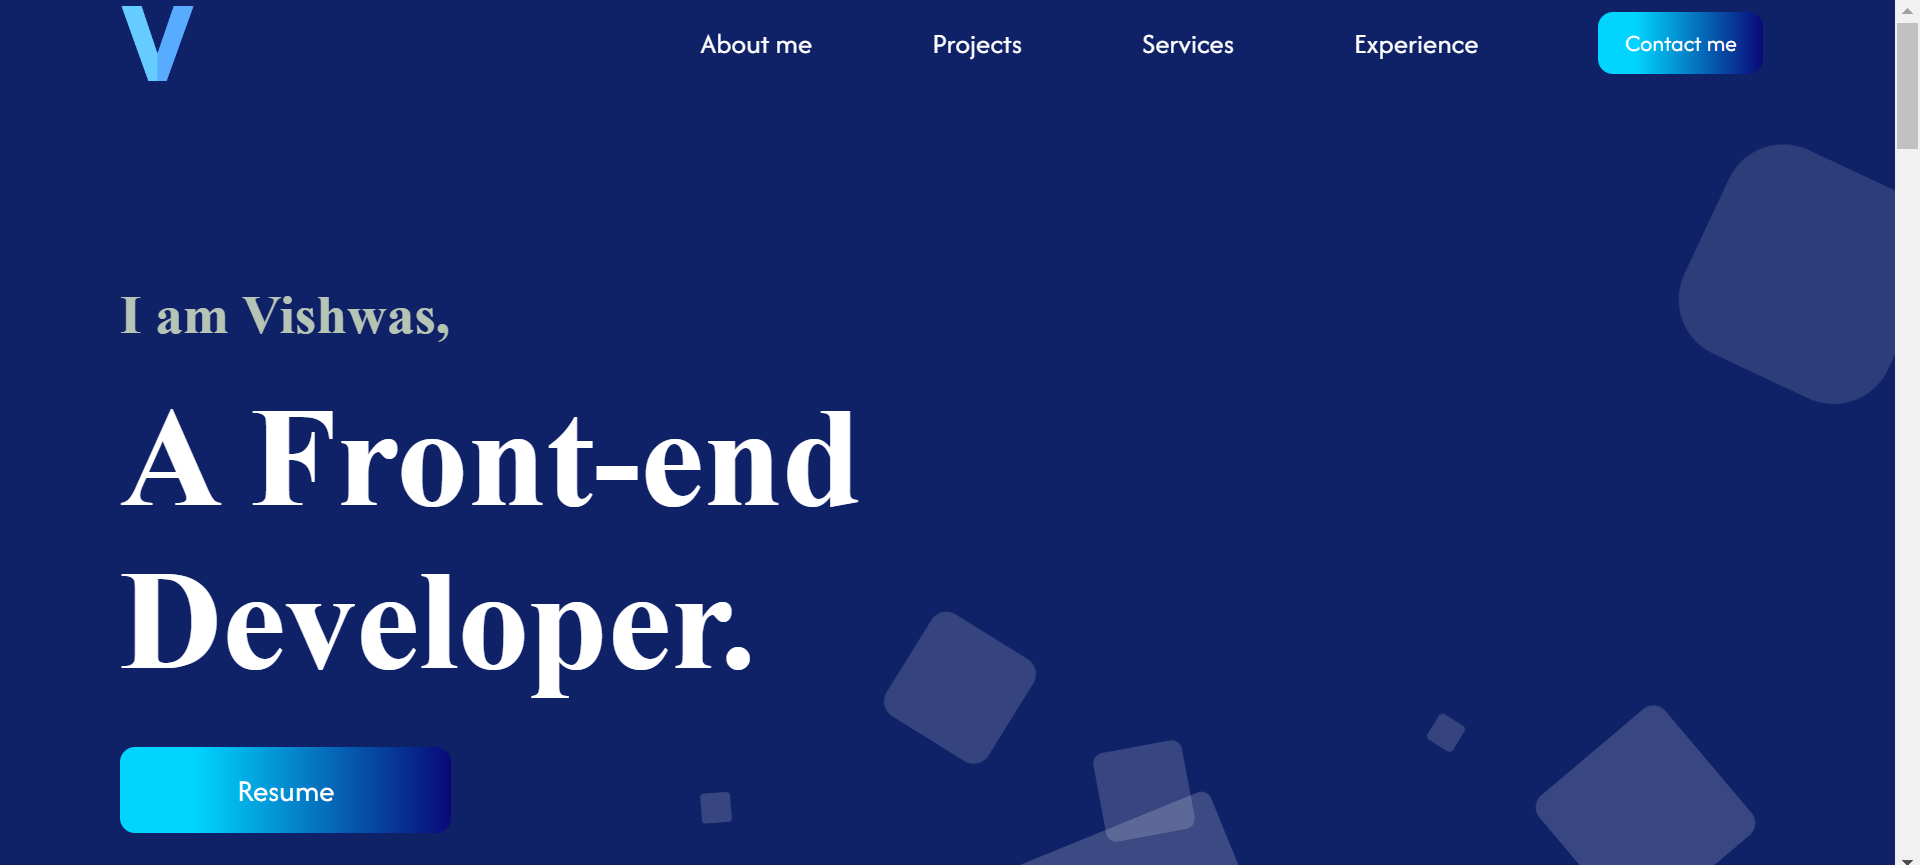 V
About me
Projects
Services
Experience
Contact me
I am Vishwas,
A Front-end
Developer.
Resume